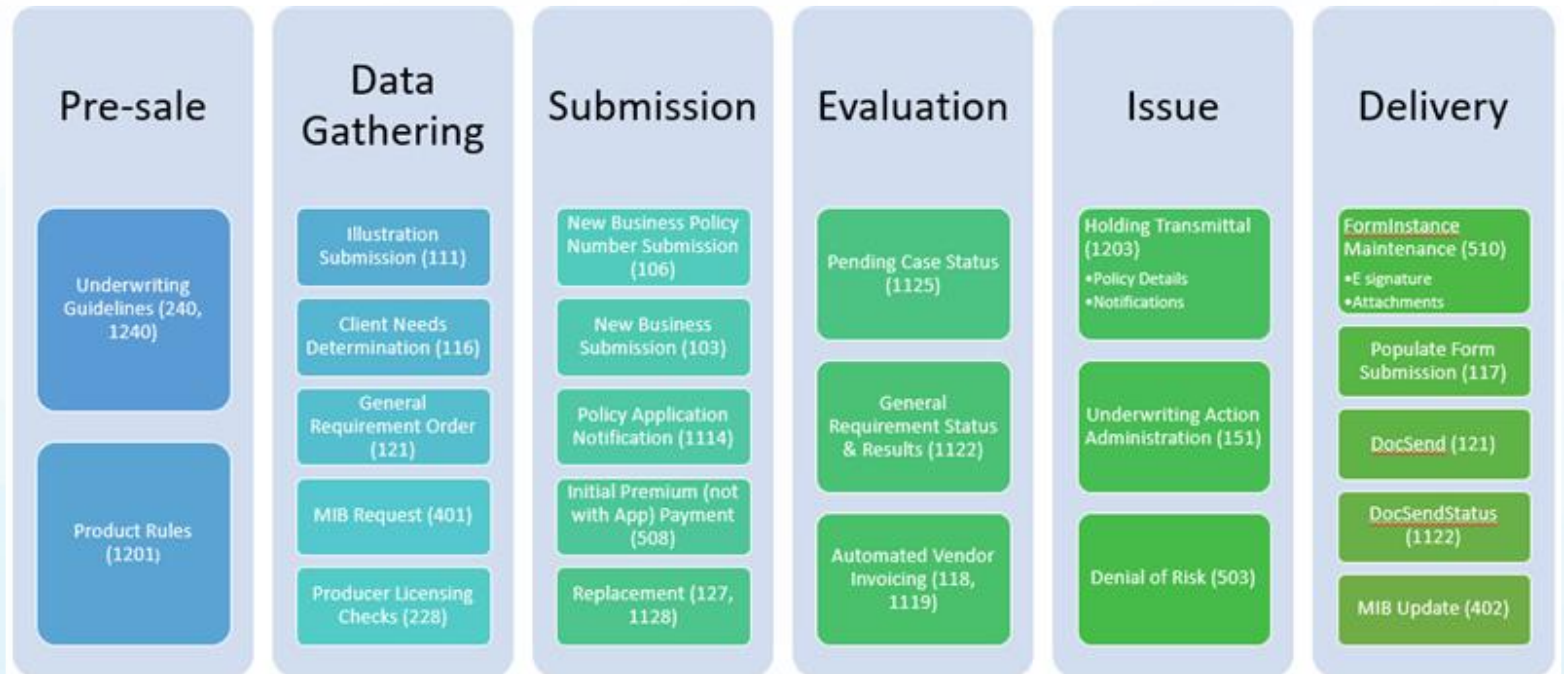 Pre-sale
Underwriting
Guidelines (240,
1240)
Product Rules
(1201)
Data
Gathering
Illustration
Submission (111)
Client Needs
Determination (116)
General
Requirement Order
(121)
MIB Request (401)
Producer Licensing
Checks (228)
Submission
New Business Policy
Number Submission
(106)
New Business
Submission (103)
Policy Application
Notification (1114)
Initial Premium (not
with App) Payment
(508)
Replacement (127,
1128)
Evaluation
Pending Case Status
(1125)
General
Requirement Status
& Results (1122)
Automated Vendor
Invoicing (118,
1119)
Issue
Holding Transmittal
(1203)
•Policy Details
•Notifications
Underwriting Action
Administration (151)
Denial of Risk (503)
Delivery
FormInstance
Maintenance (510)
•E signature
•Attachments
Populate Form
Submission (117)
DocSend (121)
DocSendStatus
(1122)
MIB Update (402)